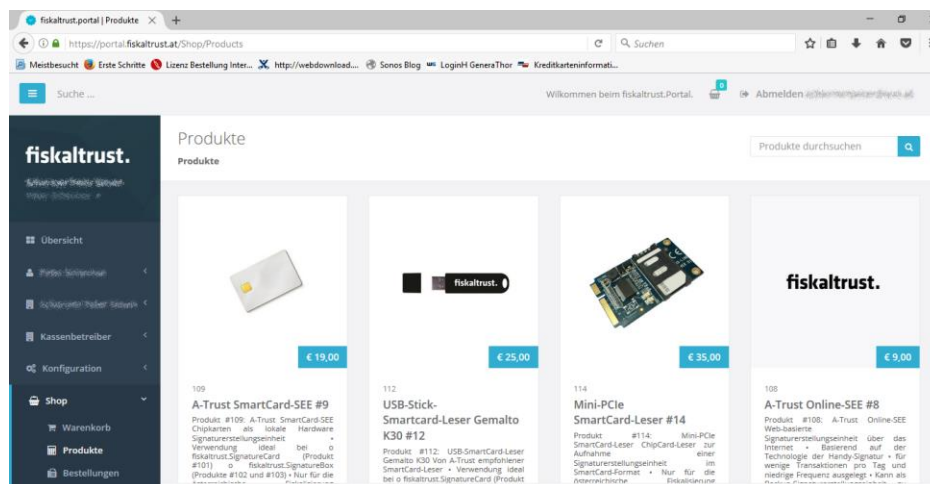 fiskaltrust.portal | Produkte
https://portal.fiskaltrust.at/Shop/Products
Suchen
Meistbesucht
Erste Schritte
Lizenz Bestellung Inter...
http://webdownload....
Sonos Blog
LoginH GeneraThor
Kreditkarteninformati...
Suche ...
Wilkommen beim fiskaltrust.Portal.
0
Abmelden
fiskaltrust.
Übersicht
Kassenbetreiber
Konfiguration
Shop
Warenkorb
Produkte
Bestellungen
Produkte
Produkte
Produkte durchsuchen
€ 19,00
109
A-Trust SmartCard-SEE #9
Produkt #109: A-Trust SmartCard-SEE
Chipkarten als lokale Hardware
Signaturerstellungseinheit •
Verwendung ideal bei o
fiskaltrust.SignatureCard (Produkt
#101) o fiskaltrust.SignatureBox
(Produkte #102 und #103) • Nur für die
österreichische Fiskalisierung
fiskaltrust.
€ 25,00
112
USB-Stick-
Smartcard-Leser Gemalto
K30 #12
Produkt #112: USB-SmartCard-Leser
Gemalto K30 Von A-Trust empfohlener
SmartCard-Leser • Verwendung ideal
bei o fiskaltrust.SignatureCard (Produkt
€ 35,00
114
Mini-PCIe
SmartCard-Leser #14
Produkt #114: Mini-PCIe
SmartCard-Leser ChipCard-Leser zur
Aufnahme einer
Signaturerstellungseinheit im
SmartCard-Format • Nur für die
österreichische Fiskalisierung
fiskaltrust.
€ 9,00
108
A-Trust Online-SEE #8
Produkt #108: A-Trust Online-SEE
Web-basierte
Signaturerstellungseinheit über das
Internet • Basierend auf der
Technologie der Handy-Signatur • für
wenige Transaktionen pro Tag und
niedrige Frequenz ausgelegt • Kann als